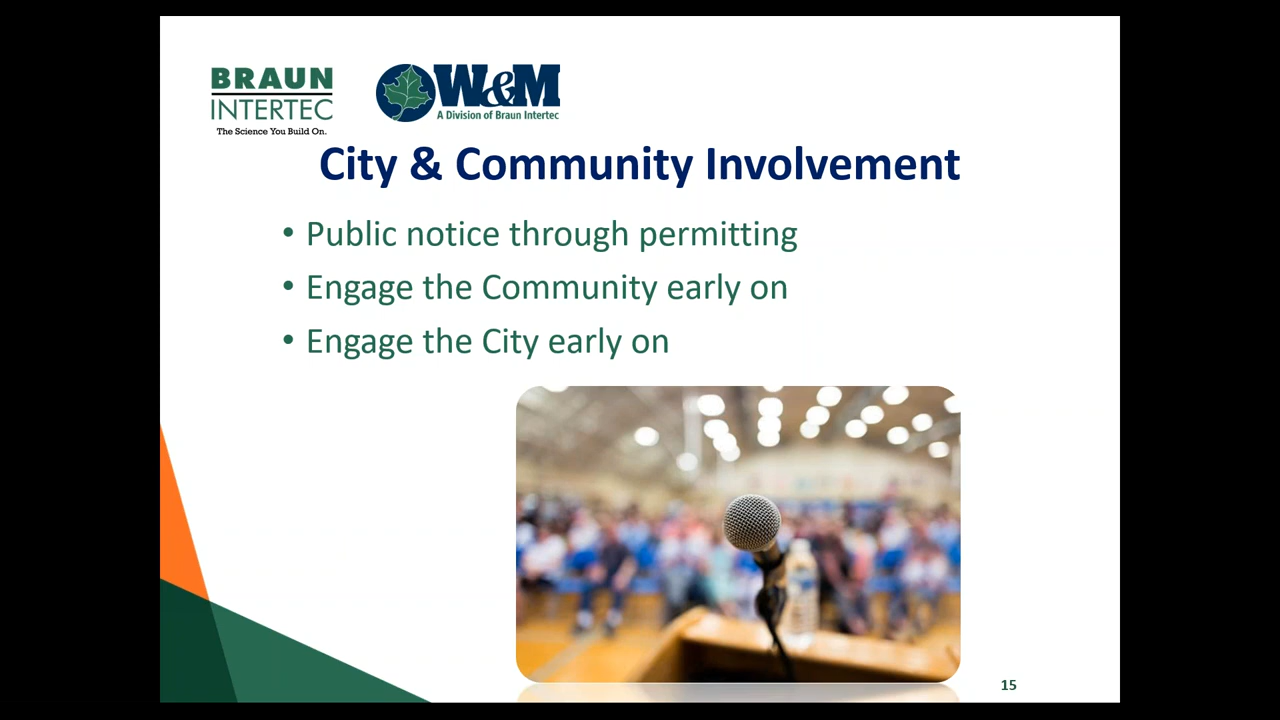 BRAUN
INTERTEC
The Science You Build On.
W&M
A Division of Braun Intertec
City & Community Involvement
• Public notice through permitting
• Engage the Community early on
• Engage the City early on
15